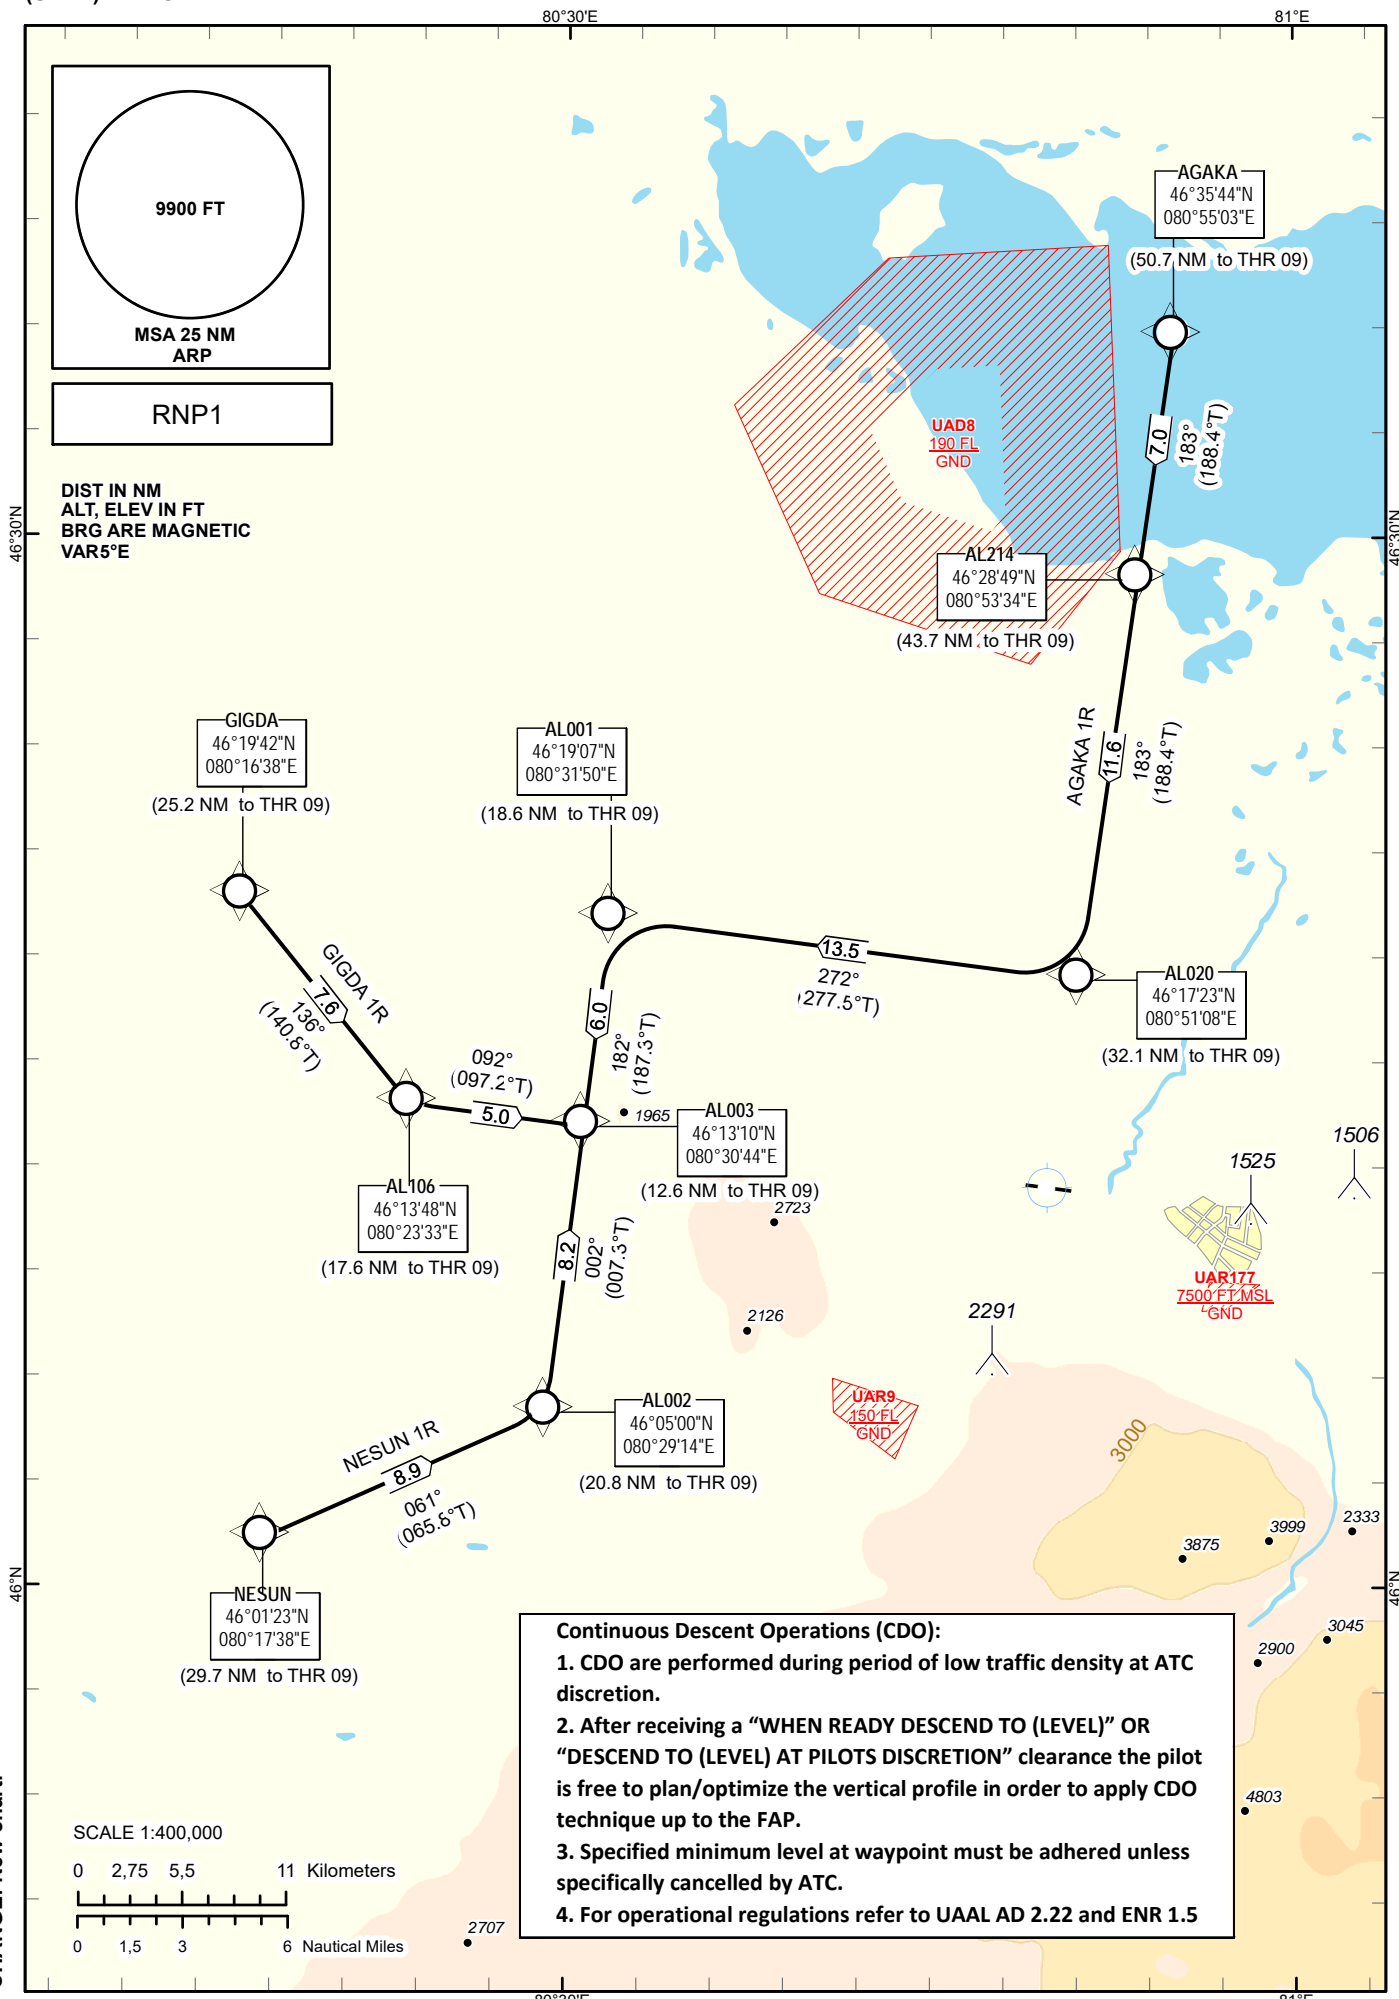 80°30'E
81°E
9900 FT
MSA 25 NM
ARP
RNP1
DIST IN NM
ALT, ELEV IN FT
BRG ARE MAGNETIC
VAR5°E
46°30'N
46°30'N
AGAKA
46°35'44"N
080°55'03"E
(50.7 NM to THR 09)
7.0
183°
(188.4°T)
UAD8
190 FL
GND
AL214
46°28'49"N
080°53'34"E
(43.7 NM to THR 09)
AGAKA 1R
11.6
183°
(188.4°T)
GIGDA
46°19'42"N
080°16'38"E
(25.2 NM to THR 09)
AL001
46°19'07"N
080°31'50"E
(18.6 NM to THR 09)
GIGDA 1R
7.6
136°
(140.8°T)
13.5
272°
(277.5°T)
AL020
46°17'23"N
080°51'08"E
(32.1 NM to THR 09)
6.0
182°
(187.3°T)
092°
(097.2°T)
5.0
1965
AL003
46°13'10"N
080°30'44"E
(12.6 NM to THR 09)
2723
AL106
46°13'48"N
080°23'33"E
(17.6 NM to THR 09)
8.2
002°
(007.3°T)
1506
1525
UAR177
7500 FT MSL
GND
2126
2291
UAR9
150 FL
GND
AL002
46°05'00"N
080°29'14"E
(20.8 NM to THR 09)
NESUN 1R
8.9
061°
(065.8°T)
3000
3875
3999
2333
46°N
46°N
NESUN
46°01'23"N
080°17'38"E
(29.7 NM to THR 09)
3045
2900
4803
Continuous Descent Operations (CDO):
1. CDO are performed during period of low traffic density at ATC
discretion.
2. After receiving a “WHEN READY DESCEND TO (LEVEL)” OR
“DESCEND TO (LEVEL) AT PILOTS DISCRETION” clearance the pilot
is free to plan/optimize the vertical profile in order to apply CDO
technique up to the FAP.
3. Specified minimum level at waypoint must be adhered unless
specifically cancelled by ATC.
4. For operational regulations refer to UAAL AD 2.22 and ENR 1.5
SCALE 1:400,000
0 2,75 5,5 11 Kilometers
0 1,5 3 6 Nautical Miles
2707
80°30'E
81°E